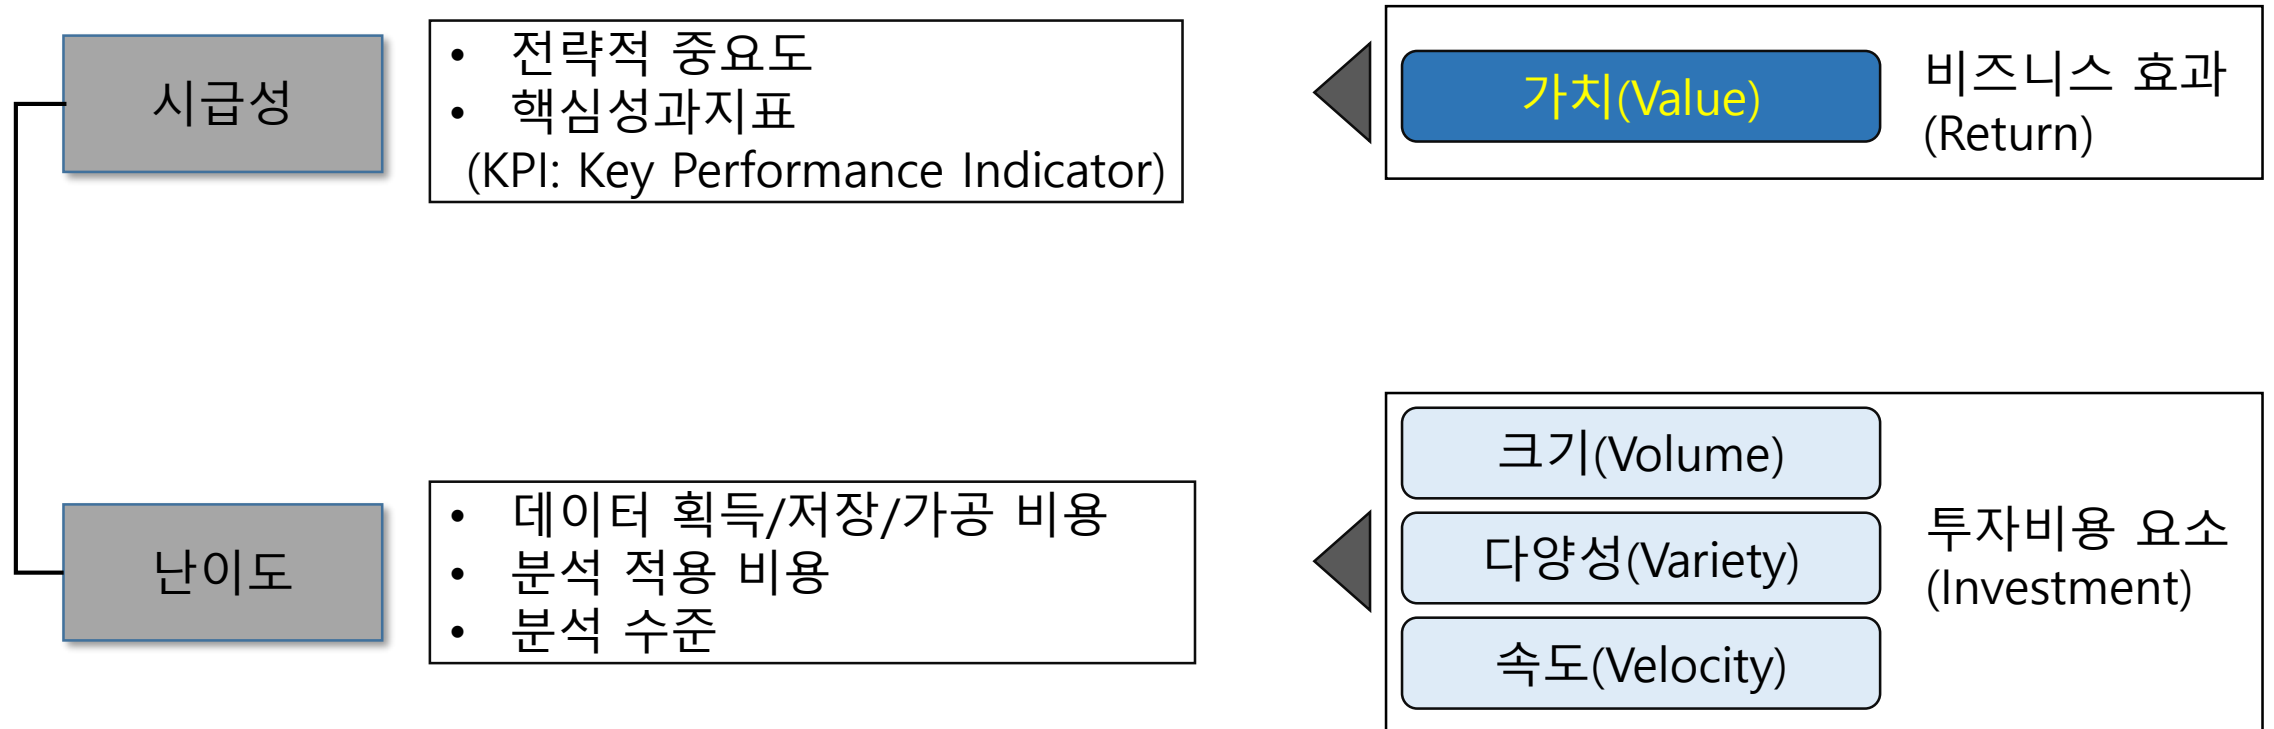 시급성
• 전략적 중요도
• 핵심성과지표
(KPI: Key Performance Indicator)
가치(Value)
비즈니스 효과
(Return)
난이도
• 데이터 획득/저장/가공 비용
• 분석 적용 비용
• 분석 수준
크기(Volume)
다양성(Variety)
속도(Velocity)
투자비용 요소
(Investment)